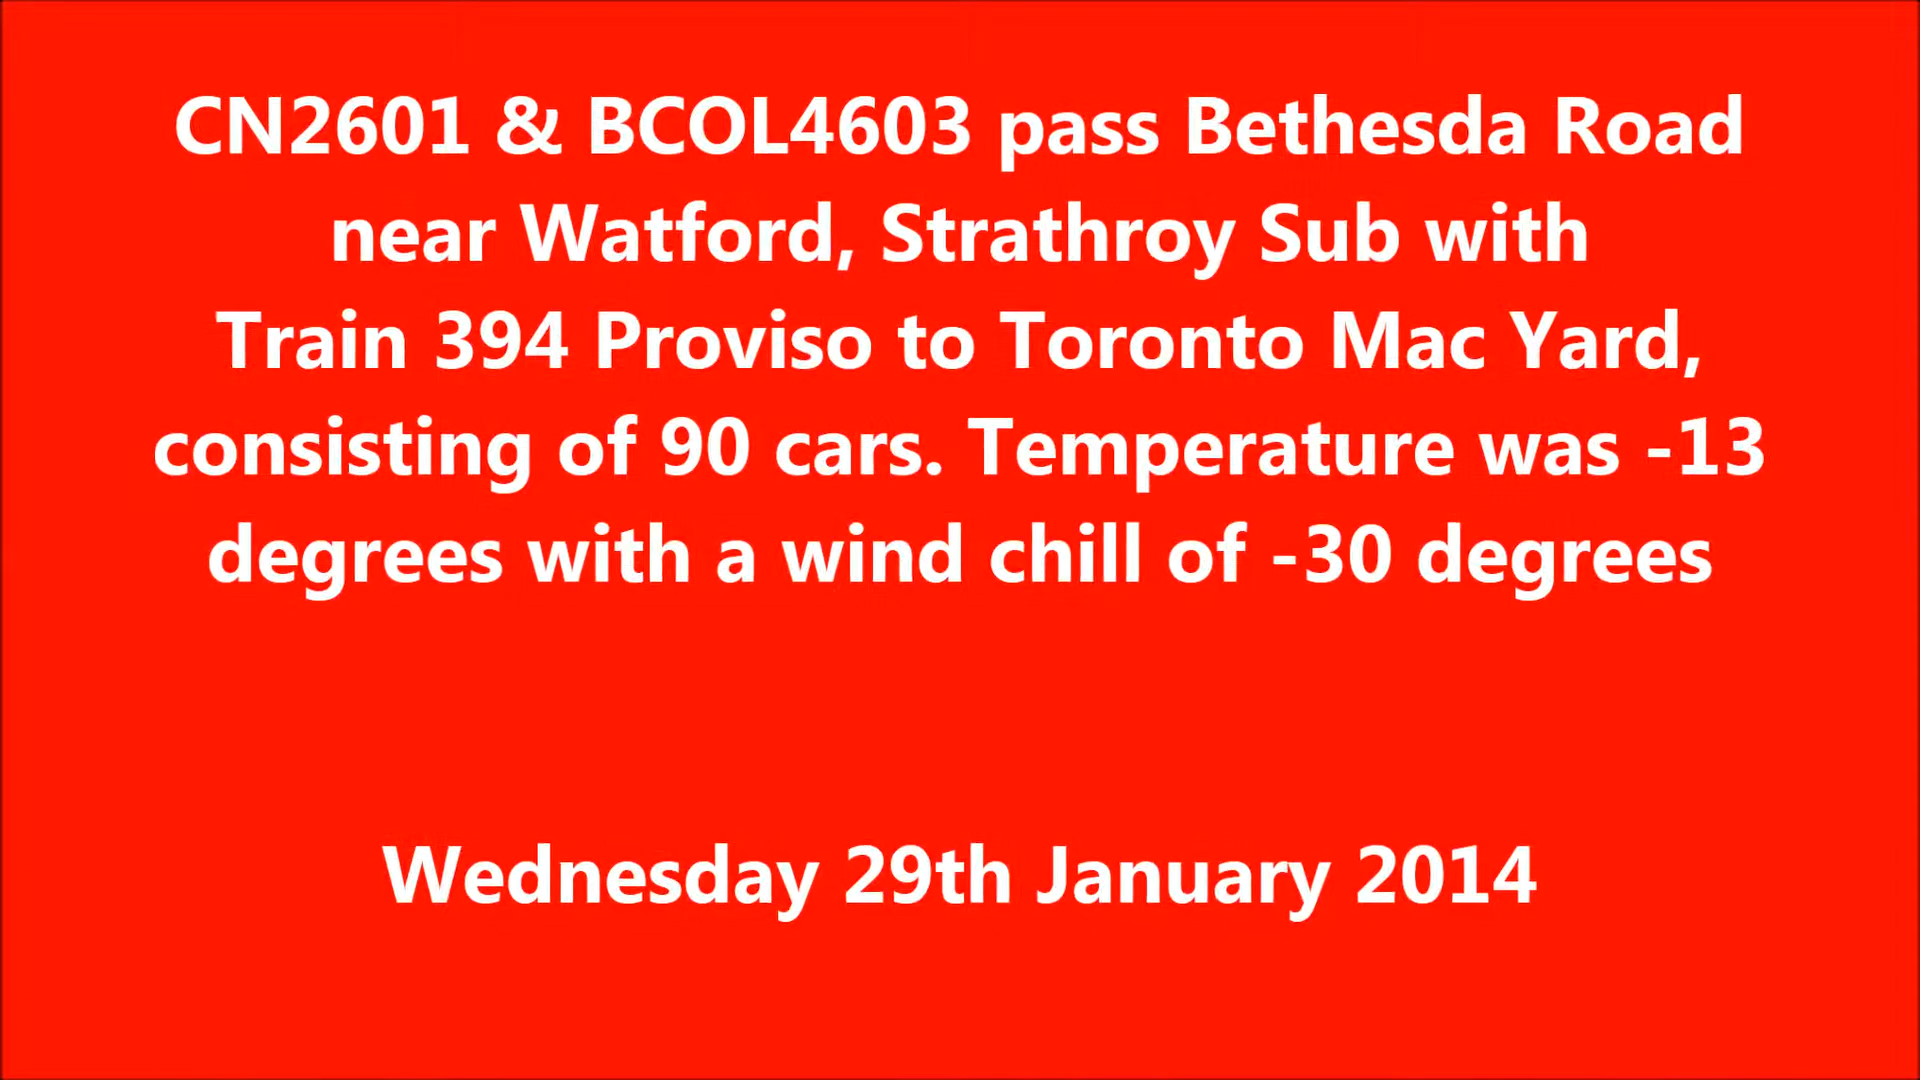 CN2601 & BCOL4603 pass Bethesda Road
near Watford, Strathroy Sub with
Train 394 Proviso to Toronto Mac Yard,
consisting of 90 cars. Temperature was -13
degrees with a wind chill of -30 degrees
Wednesday 29th January 2014